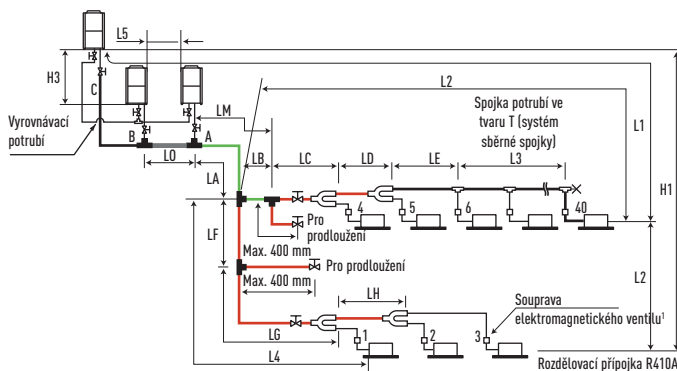 L5
H3
C
LM
L2
Spojka potrubí ve
tvaru T (systém
sběrné spojky)
L1
Vyrovnávací
potrubí
B
A
LO
LB
LC
LD
LE
L3
LA
H1
4
5
6
40
Pro
prodloužení
LF
Max. 400 mm
Pro prodloužení
Max. 400 mm
L2
LH
Souprava
elektromagnetického ventilu¹
LG
1
2
3
L4
Rozdělovací přípojka R410A